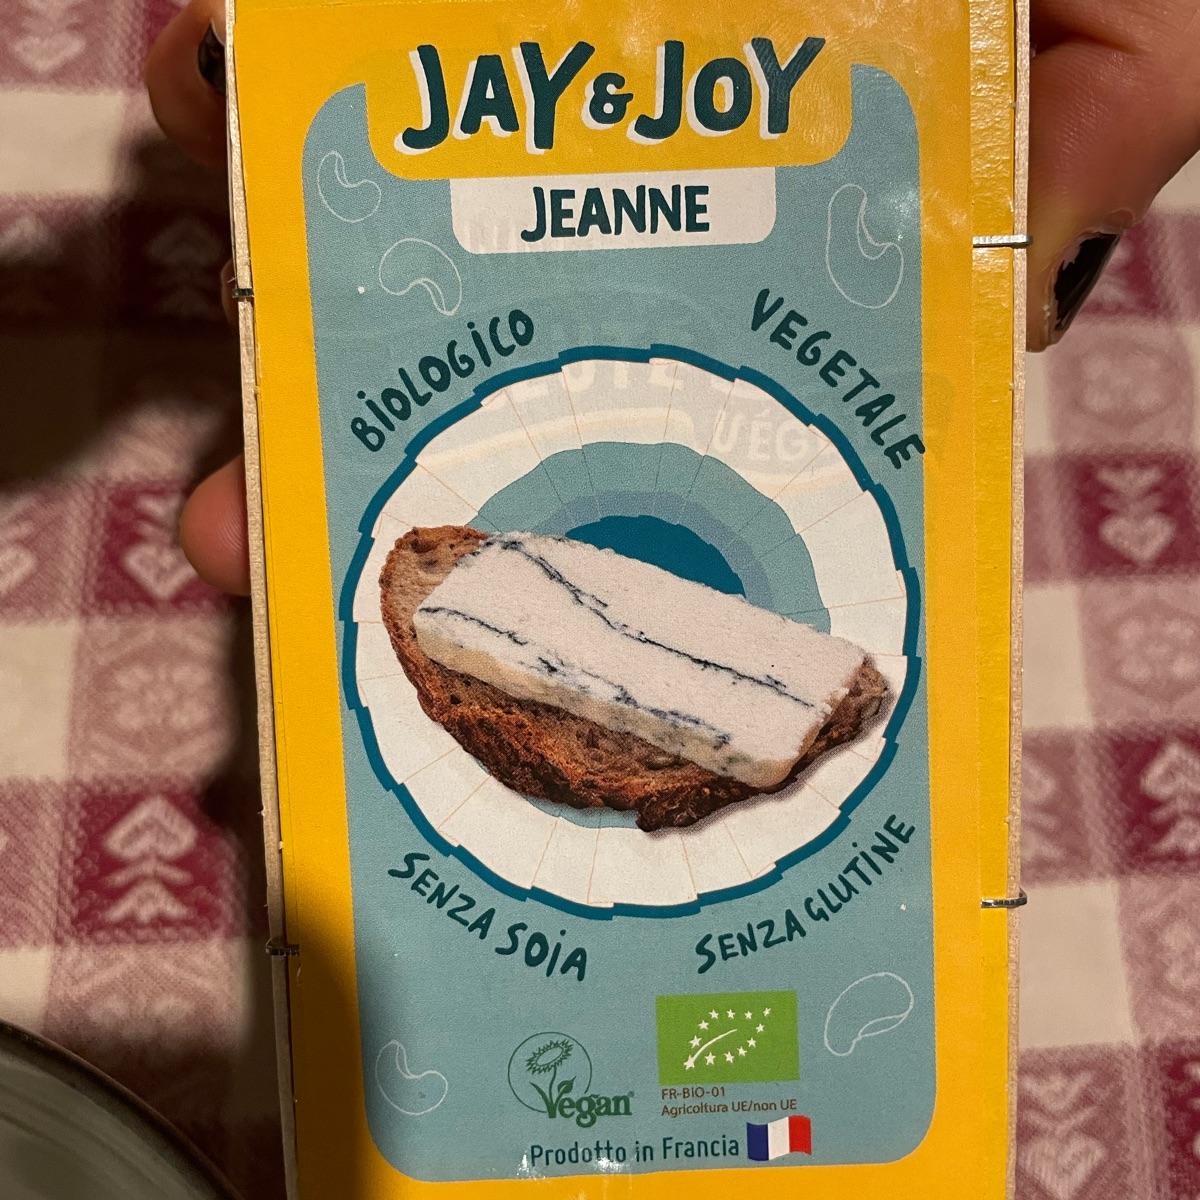 JAY & JOY
JEANNE
BIOLOGICO
VEGETALE
SENZA SOIA
SENZA GLUTINE
Vegan
FR-BIO-01
Agricoltura UE/non UE
Prodotto in Francia